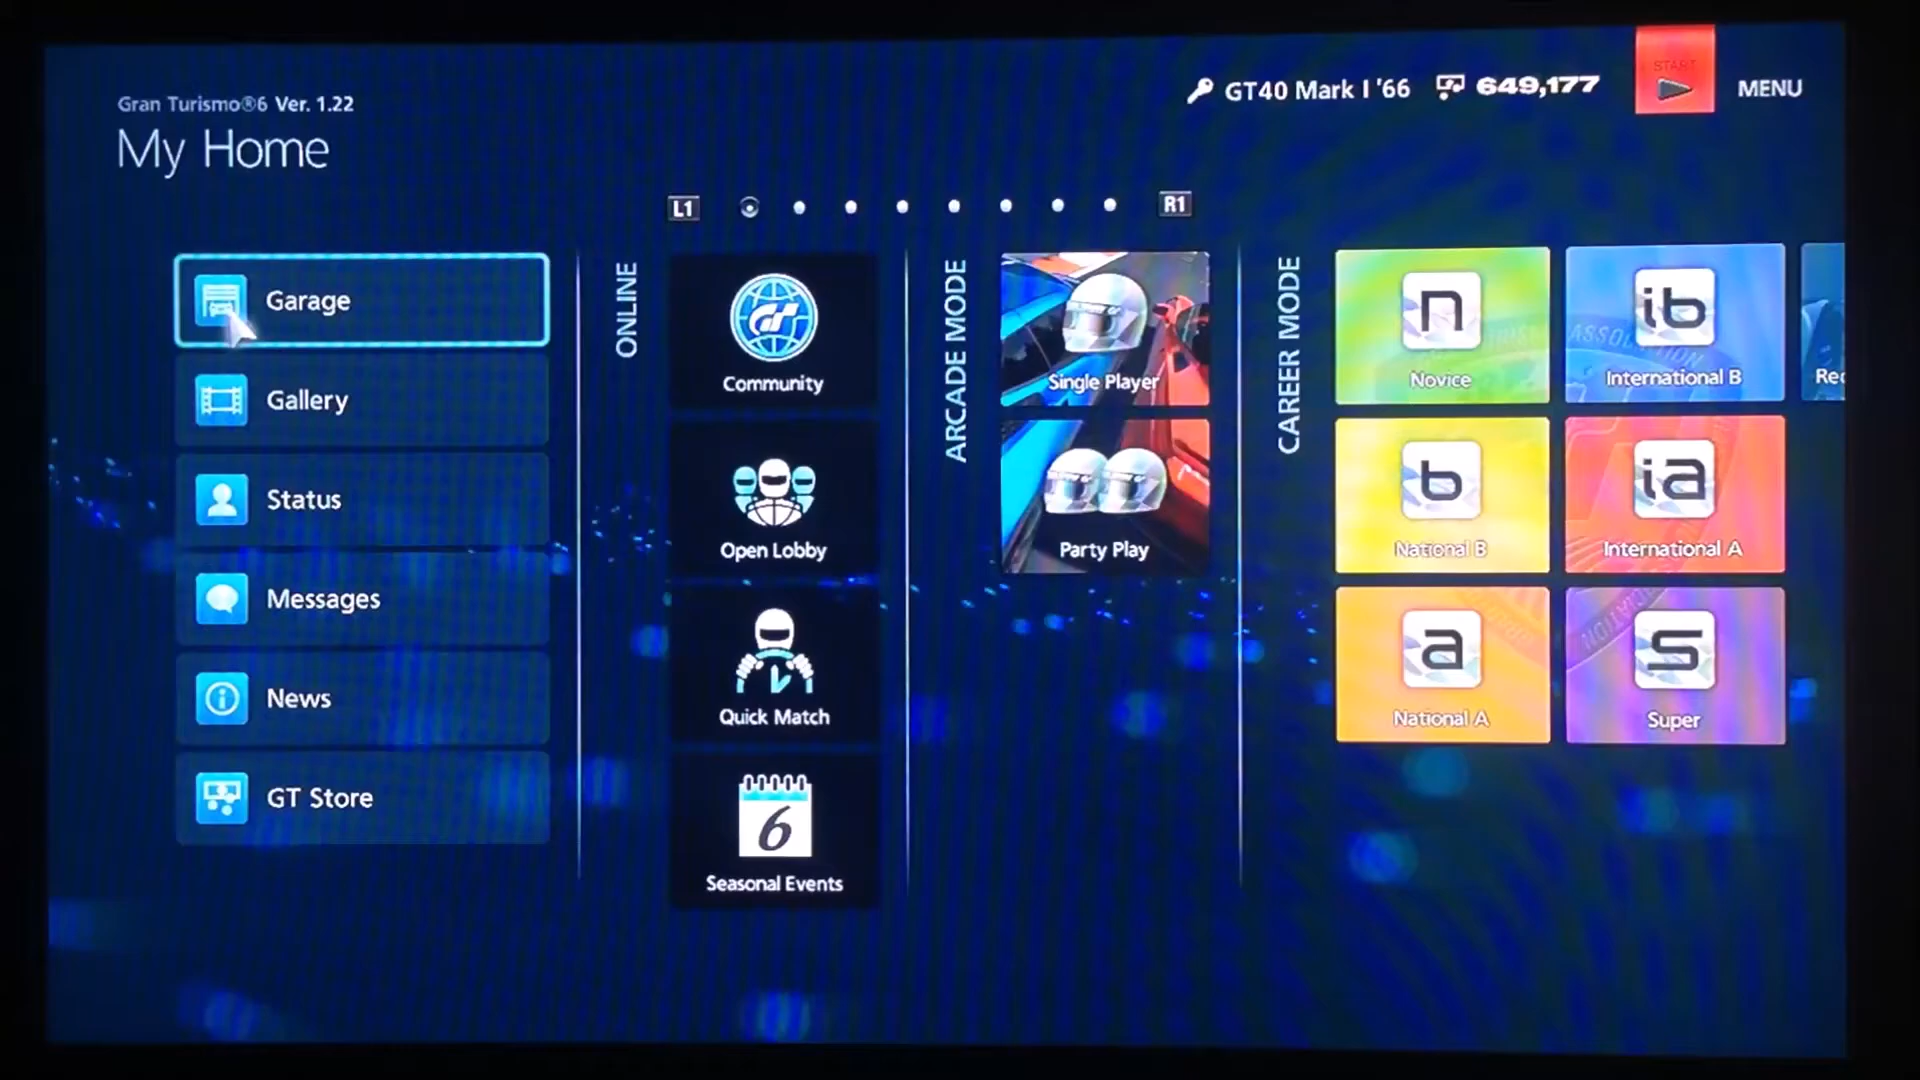 Gran Turismo®6 Ver. 1.22
My Home
GT40 Mark I '66
649,177
START
MENU
L1
R1
Garage
Gallery
Status
Messages
News
GT Store
ONLINE
Community
Open Lobby
Quick Match
6
Seasonal Events
ARCADE MODE
Single Player
Party Play
CAREER MODE
n
Novice
ib
International B
b
National B
ia
International A
a
National A
S
Super
ASSOCIATION